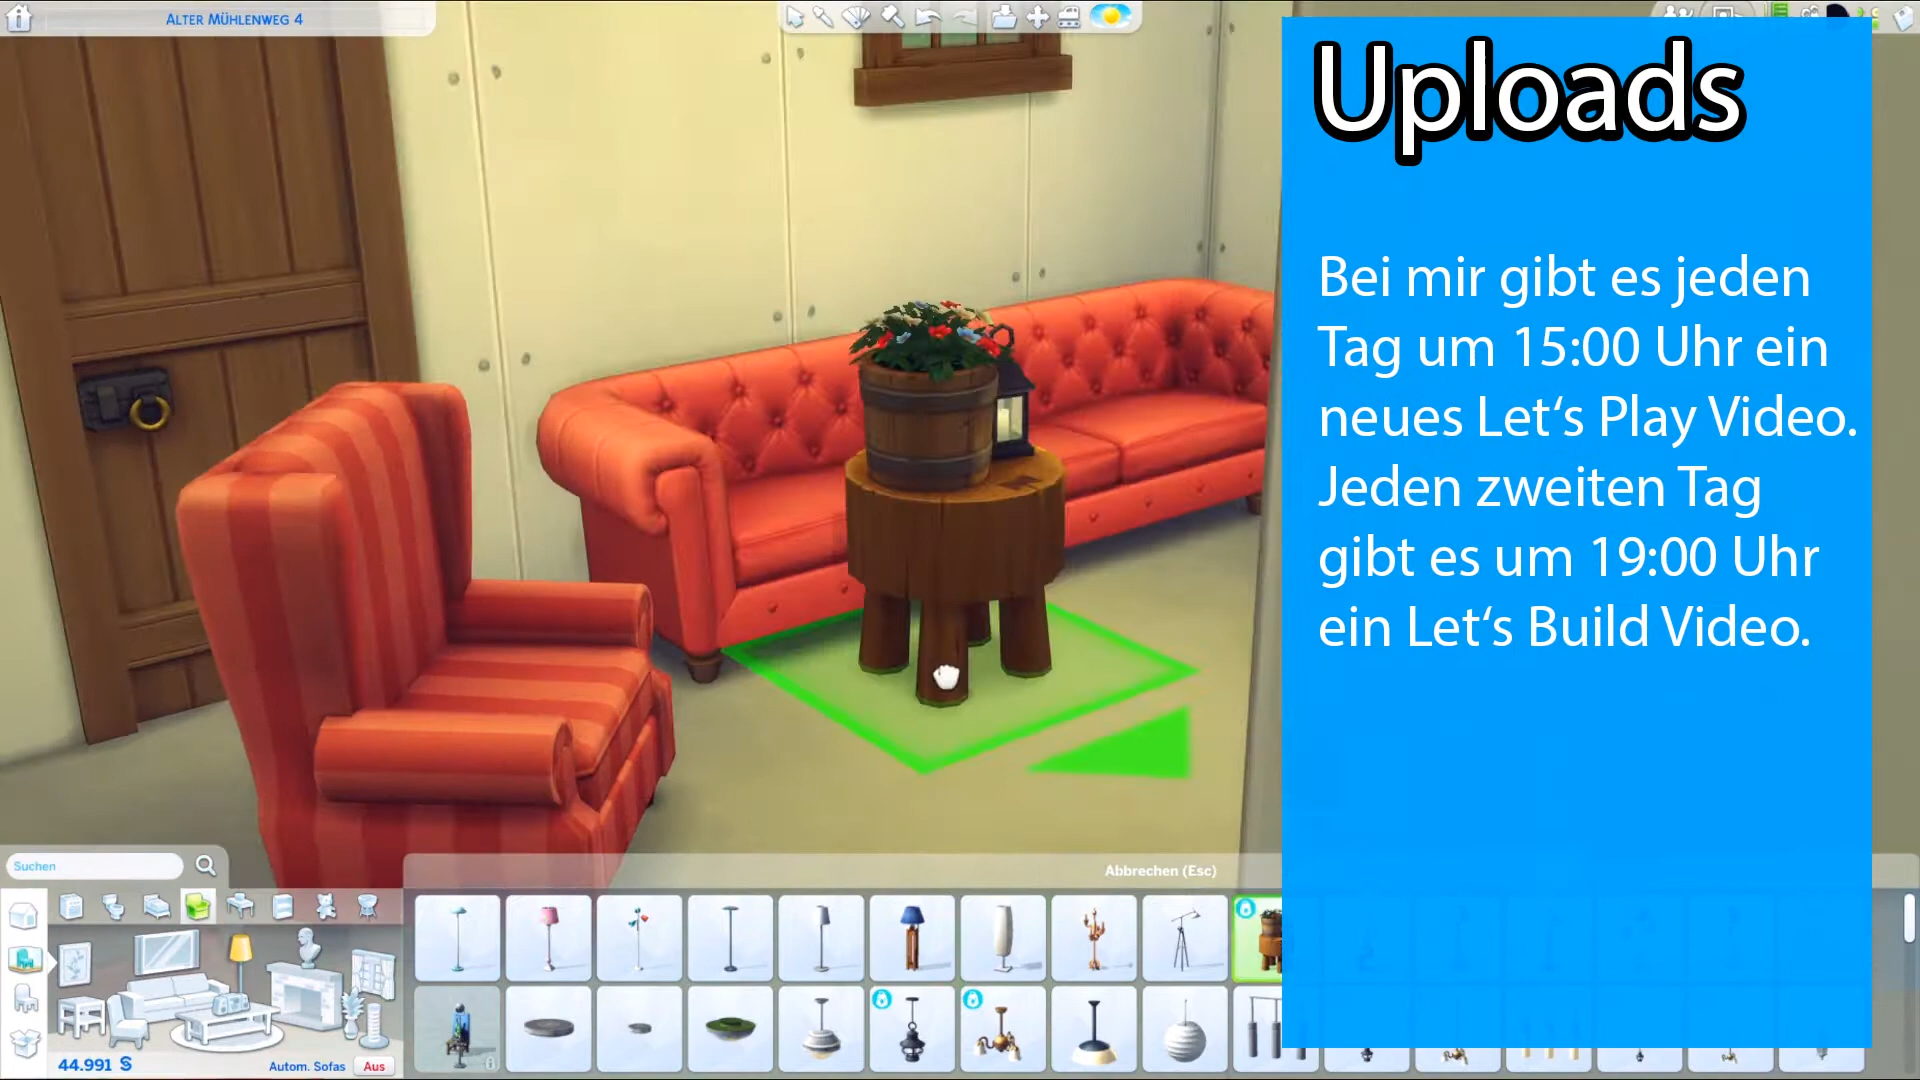 Alter Mühlenweg 4
Uploads
Bei mir gibt es jeden
Tag um 15:00 Uhr ein
neues Let‘s Play Video.
Jeden zweiten Tag
gibt es um 19:00 Uhr
ein Let‘s Build Video.
Suchen
Abbrechen (Esc)
44.991 §
Autom. Sofas
Aus